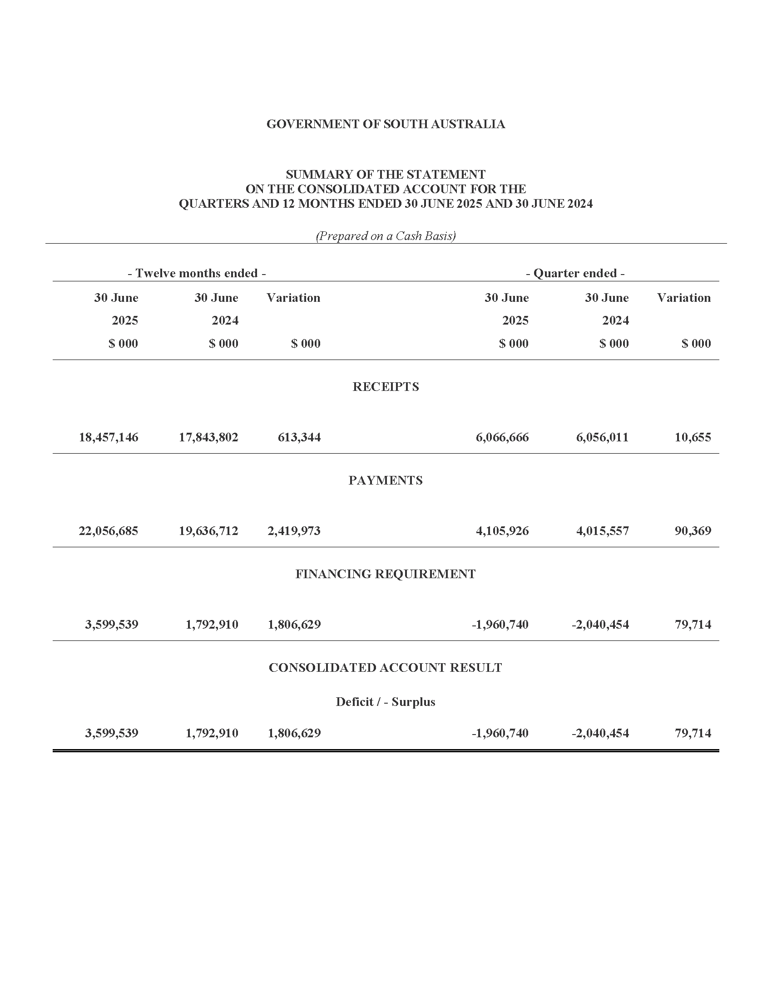 GOVERNMENT OF SOUTH AUSTRALIA
SUMMARY OF THE STATEMENT
ON THE CONSOLIDATED ACCOUNT FOR THE
QUARTERS AND 12 MONTHS ENDED 30 JUNE 2025 AND 30 JUNE 2024
(Prepared on a Cash Basis)
- Twelve months ended - - Quarter ended -
30 June 30 June Variation 30 June 30 June Variation
2025 2024 2025 2024
$ 000 $ 000 $ 000 $ 000 $ 000 $ 000
RECEIPTS
18,457,146 17,843,802 613,344 6,066,666 6,056,011 10,655
PAYMENTS
22,056,685 19,636,712 2,419,973 4,105,926 4,015,557 90,369
FINANCING REQUIREMENT
3,599,539 1,792,910 1,806,629 -1,960,740 -2,040,454 79,714
CONSOLIDATED ACCOUNT RESULT
Deficit / - Surplus
3,599,539 1,792,910 1,806,629 -1,960,740 -2,040,454 79,714